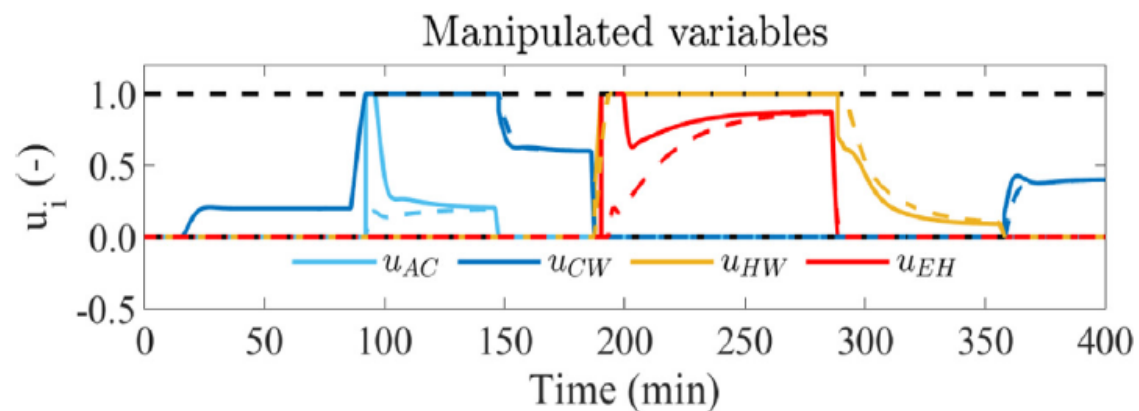 Manipulated variables
u_i (-)
1.0
0.5
0.0
-0.5
u_AC u_CW u_HW u_EH
0 50 100 150 200 250 300 350 400
Time (min)